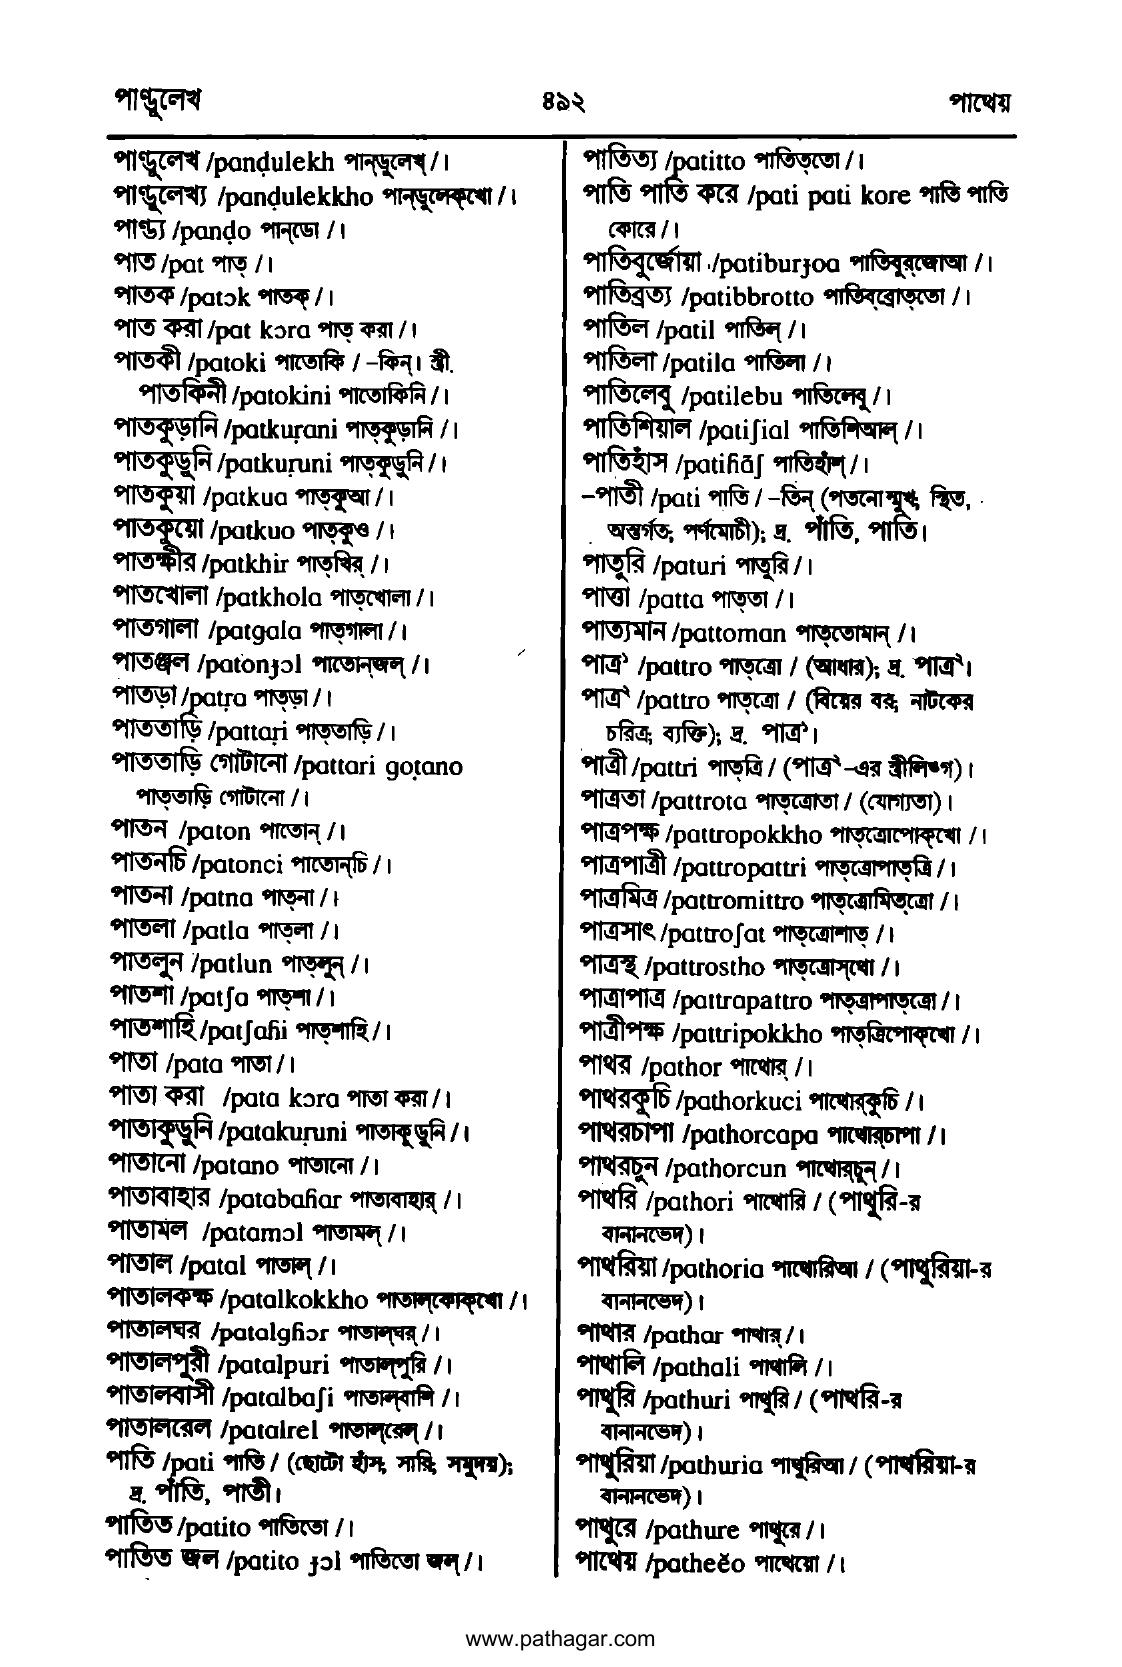 পাণ্ডুলেখ ৪৯২ পাথেয়
পাণ্ডুলেখ /panḍulekh পান্‌ডুলেখ্ /।
পাণ্ডুলেখ্য /panḍulekkho পান্‌ডুলেক্‌খো /।
পাণ্ড্য /panḍo পান্‌ডো /।
পাত /pat পাত্ /।
পাতক /patɔk পাতক্ /।
পাত করা /pat kɔra পাত্ করা /।
পাতকী /patoki পাতোকি / –কিন্। স্ত্রী.
পাতকিনী /patokini পাতোকিনি /।
পাতকুড়ানি /patkuṛani পাত্‌কুড়ানি /।
পাতকুড়ুনি /patkuṛuni পাত্‌কুড়ুনি /।
পাতকুয়া /patkua পাত্‌কুআ /।
পাতকুয়ো /patkuo পাত্‌কুও /।
পাতক্ষীর /patkhir পাত্‌খির্ /।
পাতখোলা /patkhola পাত্‌খোলা /।
পাতগালা /patgala পাত্‌গালা /।
পাতঞ্জল /patonɟɔl পাতোন্‌জল্ /।
পাতড়া /patṛa পাত্‌ড়া /।
পাততাড়ি /pattaṛi পাত্‌তাড়ি /।
পাততাড়ি গোটানো /pattari goṭano
পাত্‌তাড়ি গোটানো /।
পাতন /paton পাতোন্ /।
পাতনচি /patonci পাতোন্‌চি /।
পাতনা /patna পাত্‌না /।
পাতলা /patla পাত্‌লা /।
পাতলুন /patlun পাত্‌লুন্ /।
পাতশা /patʃa পাত্‌শা /।
পাতশাহি /patʃaɦi পাত্‌শাহি /।
পাতা /pata পাতা /।
পাতা করা /pata kɔra পাতা করা /।
পাতাকুড়ুনি /patakuṛuni পাতাকুড়ুনি /।
পাতানো /patano পাতানো /।
পাতাবাহার /patabaɦar পাতাবাহার্ /।
পাতামল /patamɔl পাতামল্ /।
পাতাল /patal পাতাল্ /।
পাতালকক্ষ /patalkokkho পাতাল্‌কোক্‌খো /।
পাতালঘর /patalgɦɔr পাতাল্‌ঘর্ /।
পাতালপুরী /patalpuri পাতাল্‌পুরি /।
পাতালবাসী /patalbaʃi পাতাল্‌বাশি /।
পাতালরেল /patalrel পাতাল্‌রেল্ /।
পাতি /pati পাতি / (ছোটো হাঁস; সারি; সমুদয়);
দ্র. পাঁতি, পাতী।
পাতিত /patito পাতিতো /।
পাতিত জল /patito ɟɔl পাতিতো জল্ /।
পাতিত্য /patitto পাতিত্‌তো /।
পাতি পাতি করে /pati pati kore পাতি পাতি
কোরে /।
পাতিবুর্জোয়া /patiburɟoa পাতিবুর্‌জোআ /।
পাতিব্রত্য /patibbrotto পাতিব্‌ব্রোত্‌তো /।
পাতিল /patil পাতিল্ /।
পাতিলা /patila পাতিলা /।
পাতিলেবু /patilebu পাতিলেবু /।
পাতিশিয়াল /patiʃial পাতিশিআল্ /।
পাতিহাঁস /patiɦãʃ পাতিহাঁশ্ /।
–পাতী /pati পাতি / –তিন্ (পতনোন্মুখ; স্থিত,
অন্তর্গত; পর্ণমোচী); দ্র. পাঁতি, পাতি।
পাতুরি /paturi পাতুরি /।
পাত্তা /patta পাত্‌তা /।
পাত্যমান /pattoman পাত্‌তোমান্ /।
পাত্র¹ /pattro পাত্‌ত্রো / (আধার); দ্র. পাত্র²।
পাত্র² /pattro পাত্‌ত্রো / (বিয়ের বর; নাটকের
চরিত্র; ব্যক্তি); দ্র. পাত্র¹।
পাত্রী /pattri পাত্‌ত্রি / (পাত্র²-এর স্ত্রীলিঙ্গ)।
পাত্রতা /pattrota পাত্‌ত্রোতা / (যোগ্যতা)।
পাত্রপক্ষ /pattropokkho পাত্‌ত্রোপোক্‌খো /।
পাত্রপাত্রী /pattropattri পাত্‌ত্রোপাত্‌ত্রি /।
পাত্রমিত্র /pattromittro পাত্‌ত্রোমিত্‌ত্রো /।
পাত্রসাৎ /pattroʃat পাত্‌ত্রোশাত্ /।
পাত্রস্থ /pattrostho পাত্‌ত্রোস্‌থো /।
পাত্রাপাত্র /pattrapattro পাত্‌ত্রাপাত্‌ত্রো /।
পাত্রীপক্ষ /pattripokkho পাত্‌ত্রিপোক্‌খো /।
পাথর /pathor পাথোর্ /।
পাথরকুচি /pathorkuci পাথোর্‌কুচি /।
পাথরচাপা /pathorcapa পাথোর্‌চাপা /।
পাথরচুন /pathorcun পাথোর্‌চুন্ /।
পাথরি /pathori পাথোরি / (পাথুরি-র
বানানভেদ)।
পাথরিয়া /pathoria পাথোরিআ / (পাথুরিয়া-র
বানানভেদ)।
পাথার /pathar পাথার্ /।
পাথালি /pathali পাথালি /।
পাথুরি /pathuri পাথুরি / (পাথরি-র
বানানভেদ)।
পাথুরিয়া /pathuria পাথুরিআ / (পাথরিয়া-র
বানানভেদ)।
পাথুরে /pathure পাথুরে /।
পাথেয় /patheĕo পাথেয়ো /।
www.pathagar.com